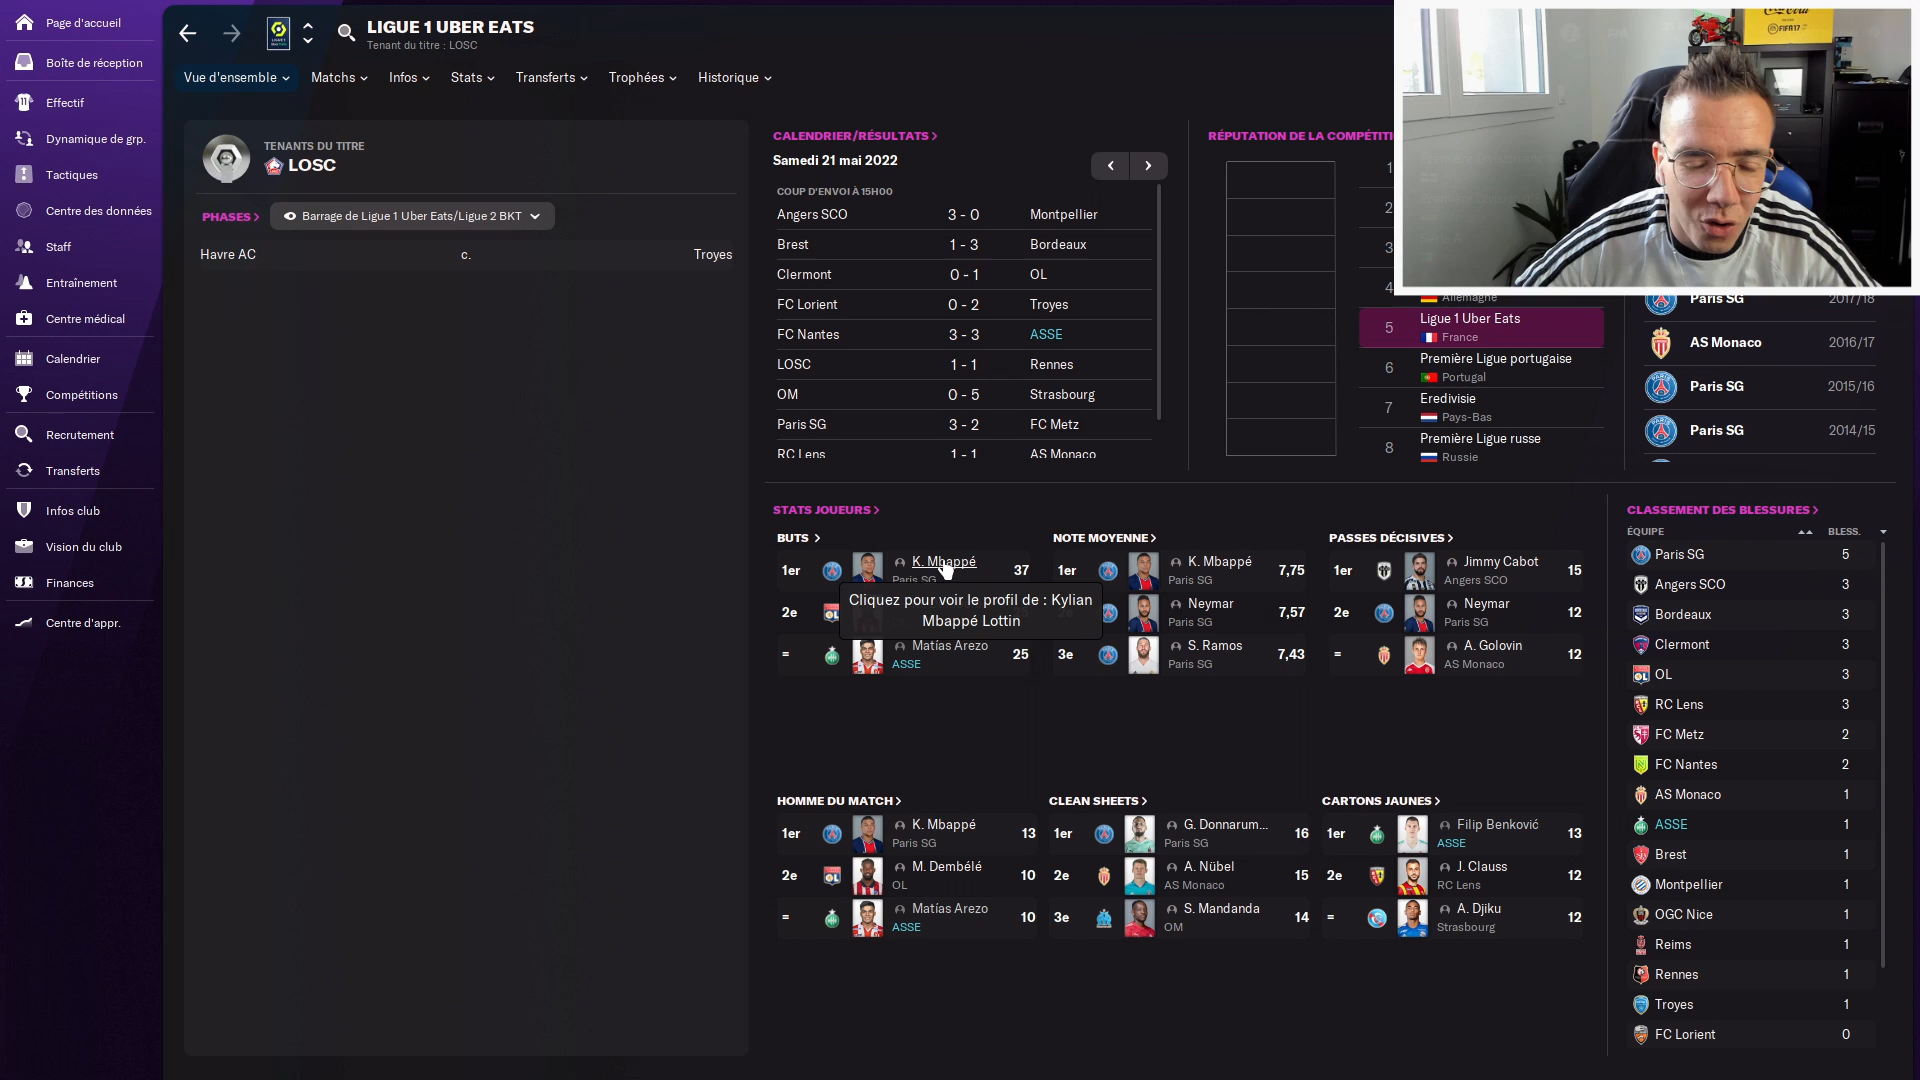 Page d'accueil
Boîte de réception
Effectif
Dynamique de grp.
Tactiques
Centre des données
Staff
Entraînement
Centre médical
Calendrier
Compétitions
Recrutement
Transferts
Infos club
Vision du club
Finances
Centre d'appr.
LIGUE 1 UBER EATS
Tenant du titre : LOSC
Vue d'ensemble
Matchs
Infos
Stats
Transferts
Trophées
Historique
TENANTS DU TITRE
LOSC
PHASES
Barrage de Ligue 1 Uber Eats/Ligue 2 BKT
Havre AC c. Troyes
CALENDRIER/RÉSULTATS
Samedi 21 mai 2022
COUP D'ENVOI À 15H00
Angers SCO 3 - 0 Montpellier
Brest 1 - 3 Bordeaux
Clermont 0 - 1 OL
FC Lorient 0 - 2 Troyes
FC Nantes 3 - 3 ASSE
LOSC 1 - 1 Rennes
OM 0 - 5 Strasbourg
Paris SG 3 - 2 FC Metz
RC Lens 1 - 1 AS Monaco
RÉPUTATION DE LA COMPÉTITI
1
2
3
4
Allemagne
5 Ligue 1 Uber Eats
France
6 Première Ligue portugaise
Portugal
7 Eredivisie
Pays-Bas
8 Première Ligue russe
Russie
FIFA17
Paris SG 2017/18
AS Monaco 2016/17
Paris SG 2015/16
Paris SG 2014/15
STATS JOUEURS
BUTS
1er K. Mbappé 37
Paris SG
2e
= Matías Arezo 25
ASSE
Cliquez pour voir le profil de : Kylian
Mbappé Lottin
NOTE MOYENNE
1er K. Mbappé 7,75
Paris SG
Neymar 7,57
Paris SG
3e S. Ramos 7,43
Paris SG
PASSES DÉCISIVES
1er Jimmy Cabot 15
Angers SCO
2e Neymar 12
Paris SG
= A. Golovin 12
AS Monaco
HOMME DU MATCH
1er K. Mbappé 13
Paris SG
2e M. Dembélé 10
OL
= Matías Arezo 10
ASSE
CLEAN SHEETS
1er G. Donnarum... 16
Paris SG
2e A. Nübel 15
AS Monaco
3e S. Mandanda 14
OM
CARTONS JAUNES
1er Filip Benković 13
ASSE
2e J. Clauss 12
RC Lens
= A. Djiku 12
Strasbourg
CLASSEMENT DES BLESSURES
ÉQUIPE BLESS.
Paris SG 5
Angers SCO 3
Bordeaux 3
Clermont 3
OL 3
RC Lens 3
FC Metz 2
FC Nantes 2
AS Monaco 1
ASSE 1
Brest 1
Montpellier 1
OGC Nice 1
Reims 1
Rennes 1
Troyes 1
FC Lorient 0